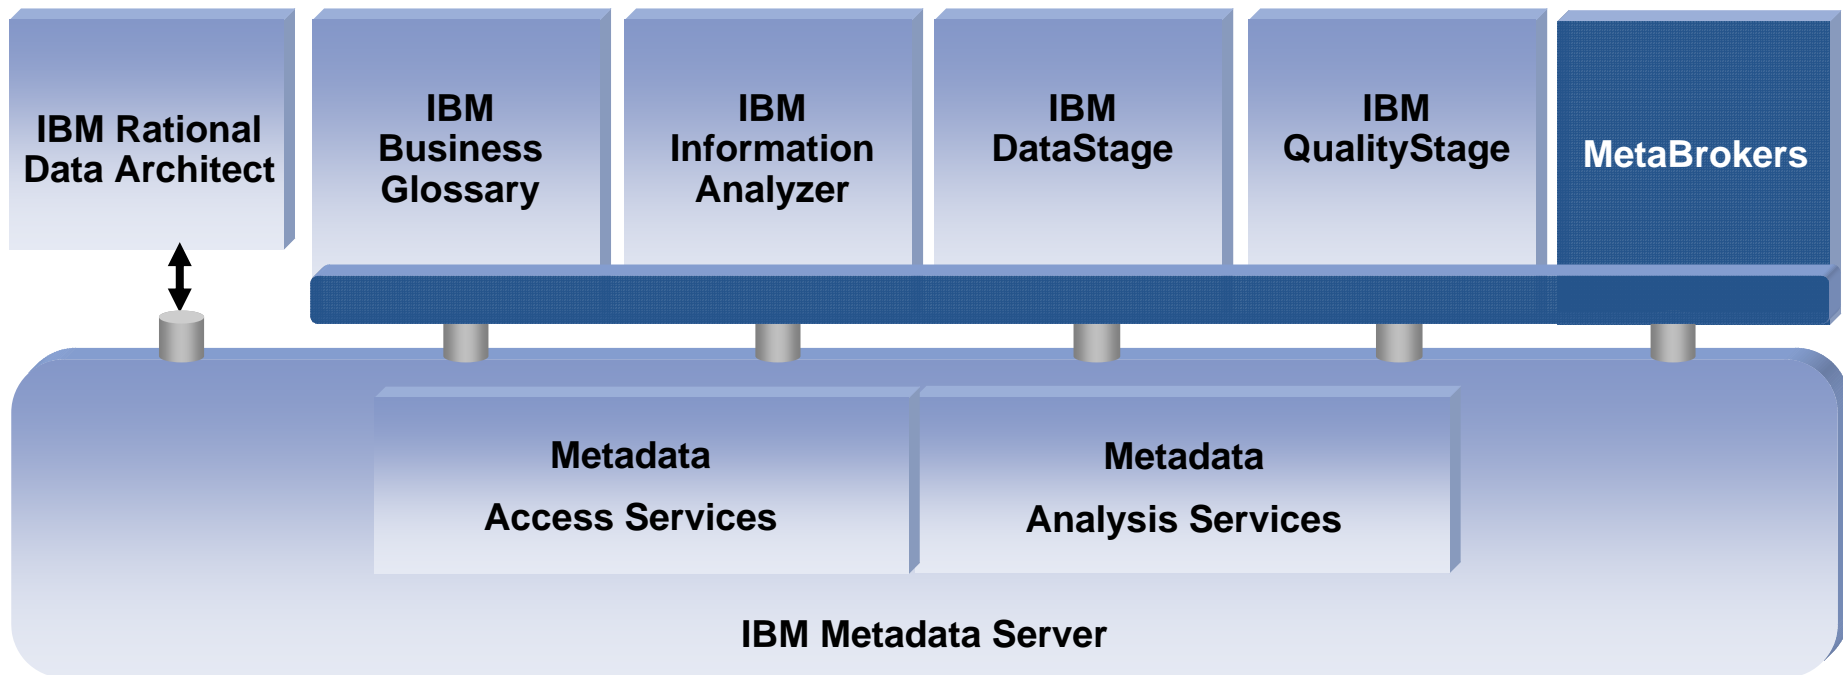 IBM Rational
Data Architect
IBM
Business
Glossary
IBM
Information
Analyzer
IBM
DataStage
IBM
QualityStage
MetaBrokers
Metadata
Access Services
Metadata
Analysis Services
IBM Metadata Server